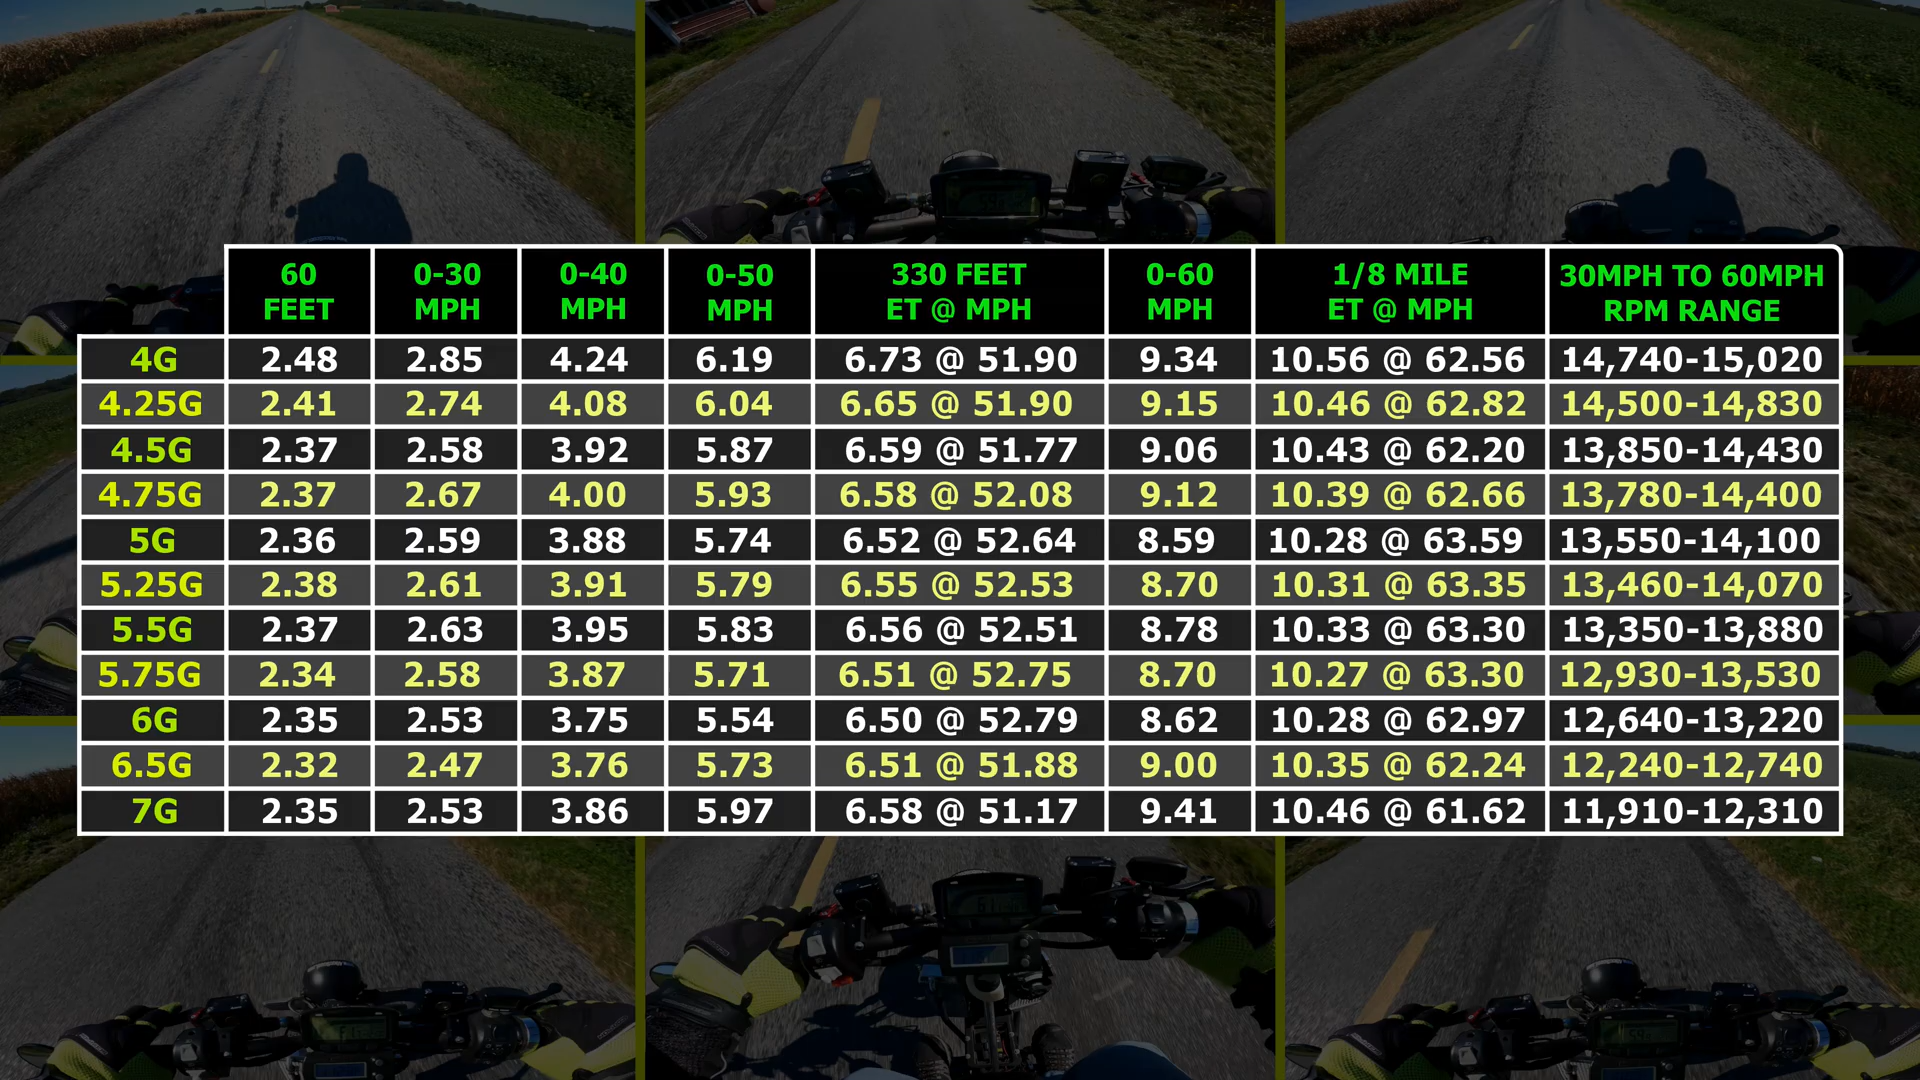 60 FEET 0-30 MPH 0-40 MPH 0-50 MPH 330 FEET ET @ MPH 0-60 MPH 1/8 MILE ET @ MPH 30MPH TO 60MPH RPM RANGE
4G 2.48 2.85 4.24 6.19 6.73 @ 51.90 9.34 10.56 @ 62.56 14,740-15,020
4.25G 2.41 2.74 4.08 6.04 6.65 @ 51.90 9.15 10.46 @ 62.82 14,500-14,830
4.5G 2.37 2.58 3.92 5.87 6.59 @ 51.77 9.06 10.43 @ 62.20 13,850-14,430
4.75G 2.37 2.67 4.00 5.93 6.58 @ 52.08 9.12 10.39 @ 62.66 13,780-14,400
5G 2.36 2.59 3.88 5.74 6.52 @ 52.64 8.59 10.28 @ 63.59 13,550-14,100
5.25G 2.38 2.61 3.91 5.79 6.55 @ 52.53 8.70 10.31 @ 63.35 13,460-14,070
5.5G 2.37 2.63 3.95 5.83 6.56 @ 52.51 8.78 10.33 @ 63.30 13,350-13,880
5.75G 2.34 2.58 3.87 5.71 6.51 @ 52.75 8.70 10.27 @ 63.30 12,930-13,530
6G 2.35 2.53 3.75 5.54 6.50 @ 52.79 8.62 10.28 @ 62.97 12,640-13,220
6.5G 2.32 2.47 3.76 5.73 6.51 @ 51.88 9.00 10.35 @ 62.24 12,240-12,740
7G 2.35 2.53 3.86 5.97 6.58 @ 51.17 9.41 10.46 @ 61.62 11,910-12,310